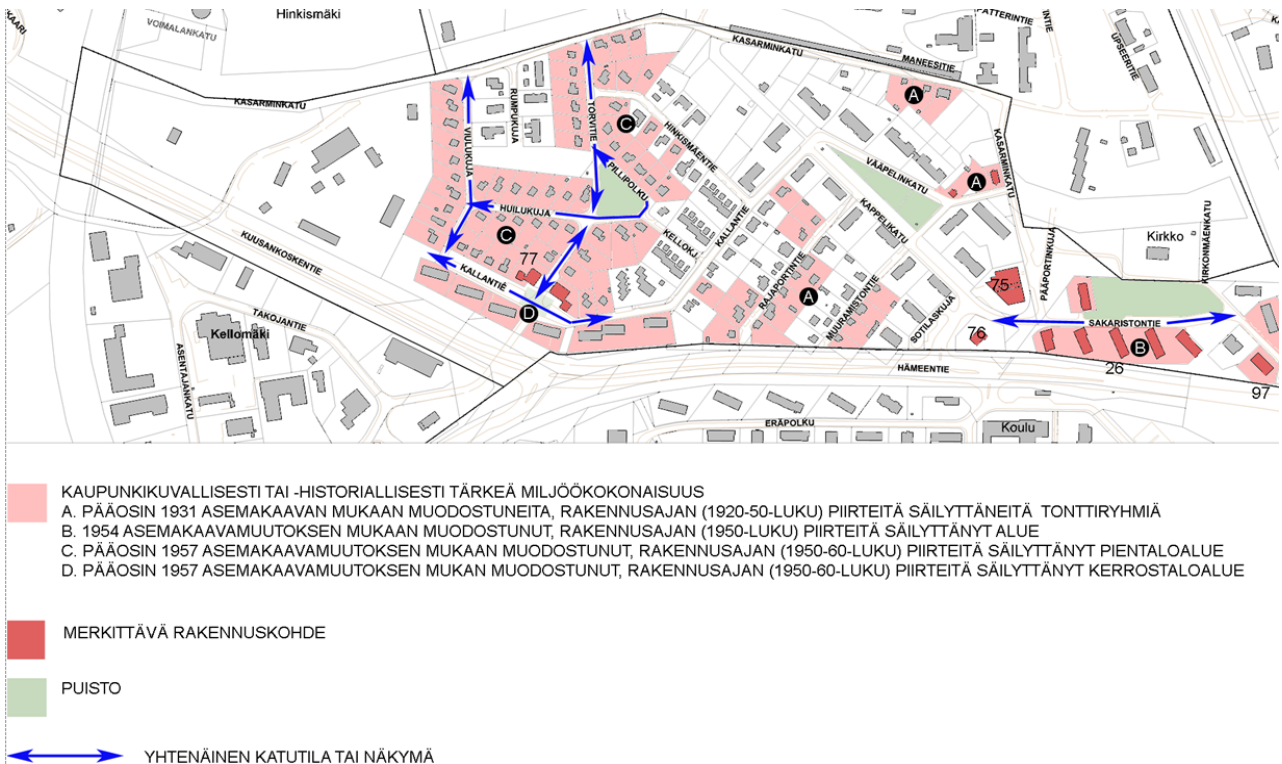 Hinkismäki
KAARI
VOIMALANKATU
KASARMINKATU
PATTERINTIE
NTIE
UPSEERITIE
MANEESITIE
KASARMINKATU
RUMPUKUJA
TORVITIE
VIULUKUJA
C
HINKISMÄENTIE
A
KASARMINKATU
PILLIPOLKU
VÄÄPELINKATU
A
HUILUKUJA
KAPPELIKATU
C
KELLOKJ
KALLANTIE
KUUSANKOSKENTIE
77
KALLANTIE
RAJAPORTINTIE
A
MUURAMISTONTIE
SOTILASKUJA
75
PÄÄPORTINKUJA
Kirkko
KIRKONMÄENKATU
D
TAKOJANTIE
Kellomäki
ASENTAJANKATU
76
SAKARISTONTIE
B
26
97
HÄMEENTIE
ERÄPOLKU
Koulu
KAUPUNKIKUVALLISESTI TAI -HISTORIALLISESTI TÄRKEÄ MILJÖÖKOKONAISUUS
A. PÄÄOSIN 1931 ASEMAKAAVAN MUKAAN MUODOSTUNEITA, RAKENNUSAJAN (1920-50-LUKU) PIIRTEITÄ SÄILYTTÄNEITÄ TONTTIRYHMIÄ
B. 1954 ASEMAKAAVAMUUTOKSEN MUKAAN MUODOSTUNUT, RAKENNUSAJAN (1950-LUKU) PIIRTEITÄ SÄILYTTÄNYT ALUE
C. PÄÄOSIN 1957 ASEMAKAAVAMUUTOKSEN MUKAAN MUODOSTUNUT, RAKENNUSAJAN (1950-60-LUKU) PIIRTEITÄ SÄILYTTÄNYT PIENTALOALUE
D. PÄÄOSIN 1957 ASEMAKAAVAMUUTOKSEN MUKAN MUODOSTUNUT, RAKENNUSAJAN (1950-60-LUKU) PIIRTEITÄ SÄILYTTÄNYT KERROSTALOALUE
MERKITTÄVÄ RAKENNUSKOHDE
PUISTO
YHTENÄINEN KATUTILA TAI NÄKYMÄ